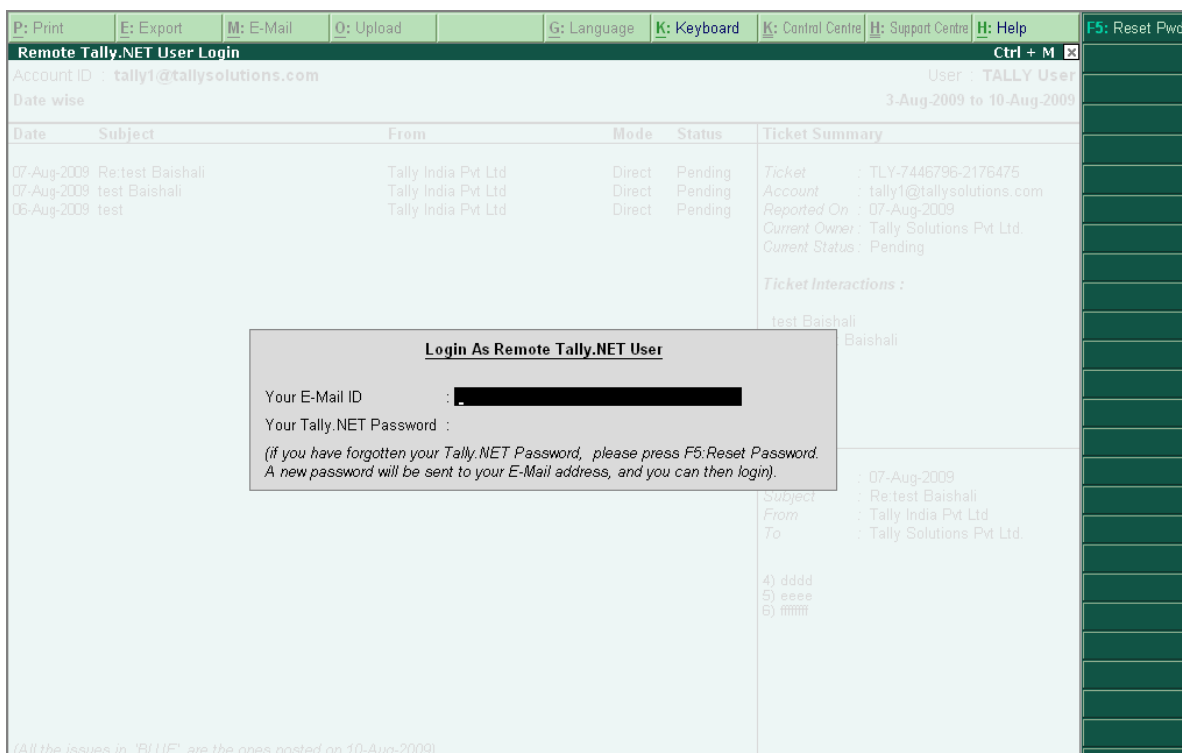 P: Print E: Export M: E-Mail O: Upload G: Language K: Keyboard K: Control Centre H: Support Centre H: Help F5: Reset Pwd
Remote Tally.NET User Login Ctrl + M
Account ID : tally1@tallysolutions.com User : TALLY User
Date wise 3-Aug-2009 to 10-Aug-2009
Date Subject From Mode Status Ticket Summary
07-Aug-2009 Re:test Baishali Tally India Pvt Ltd Direct Pending Ticket : TLY-7446796-2176475
07-Aug-2009 test Baishali Tally India Pvt Ltd Direct Pending Account : tally1@tallysolutions.com
06-Aug-2009 test Tally India Pvt Ltd Direct Pending Reported On : 07-Aug-2009
Current Owner : Tally Solutions Pvt Ltd.
Current Status : Pending
Ticket Interactions :
test Baishali
Baishali
Login As Remote Tally.NET User
Your E-Mail ID :
Your Tally.NET Password :
(if you have forgotten your Tally.NET Password, please press F5:Reset Password.
A new password will be sent to your E-Mail address, and you can then login).
: 07-Aug-2009
Subject : Re:test Baishali
From : Tally India Pvt Ltd
To : Tally Solutions Pvt Ltd.
4) dddd
5) eeee
6) ffffffff
(All the issues in 'BLUE' are the ones posted on 10-Aug-2009)